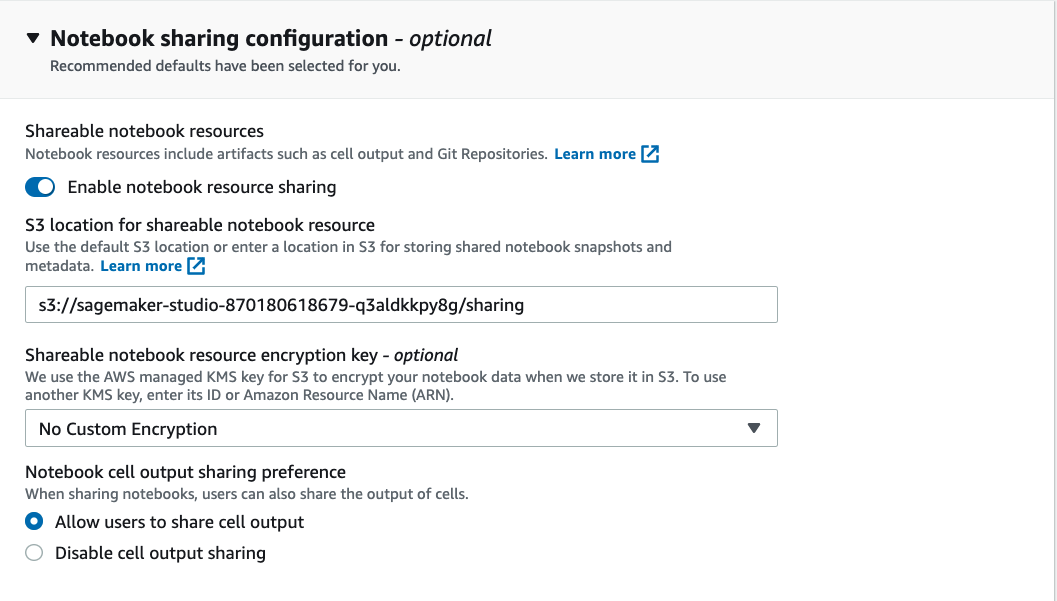 Notebook sharing configuration - optional
Recommended defaults have been selected for you.
Shareable notebook resources
Notebook resources include artifacts such as cell output and Git Repositories. Learn more
Enable notebook resource sharing
S3 location for shareable notebook resource
Use the default S3 location or enter a location in S3 for storing shared notebook snapshots and
metadata. Learn more
s3://sagemaker-studio-870180618679-q3aldkkpy8g/sharing
Shareable notebook resource encryption key - optional
We use the AWS managed KMS key for S3 to encrypt your notebook data when we store it in S3. To use
another KMS key, enter its ID or Amazon Resource Name (ARN).
No Custom Encryption
Notebook cell output sharing preference
When sharing notebooks, users can also share the output of cells.
Allow users to share cell output
Disable cell output sharing